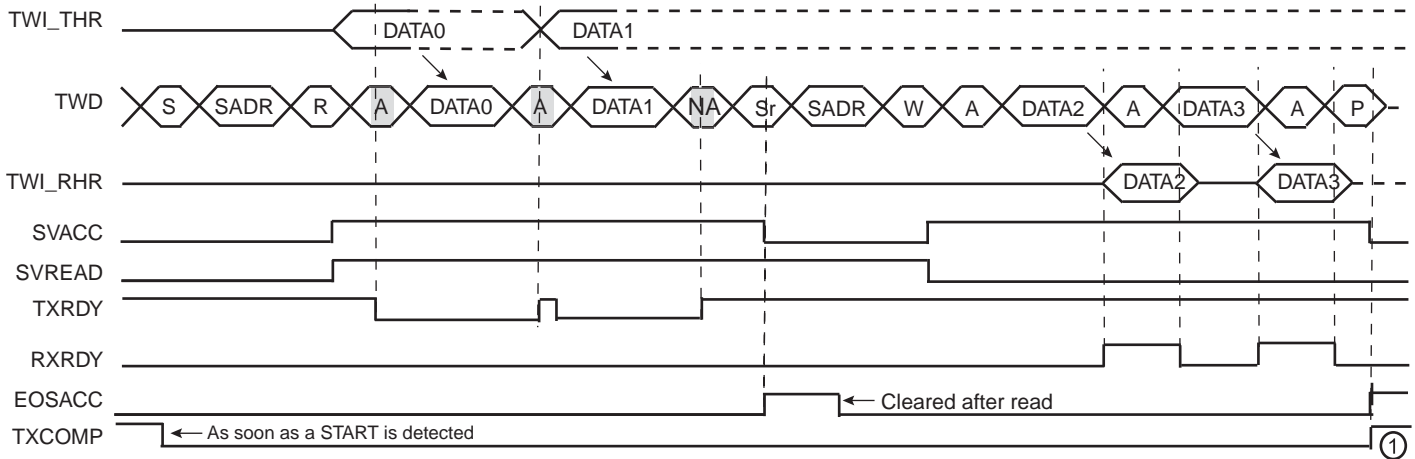 TWI_THR DATA0 DATA1
TWD S SADR R A DATA0 A DATA1 NA Sr SADR W A DATA2 A DATA3 A P
TWI_RHR DATA2 DATA3
SVACC
SVREAD
TXRDY
RXRDY
EOSACC Cleared after read
TXCOMP As soon as a START is detected 1